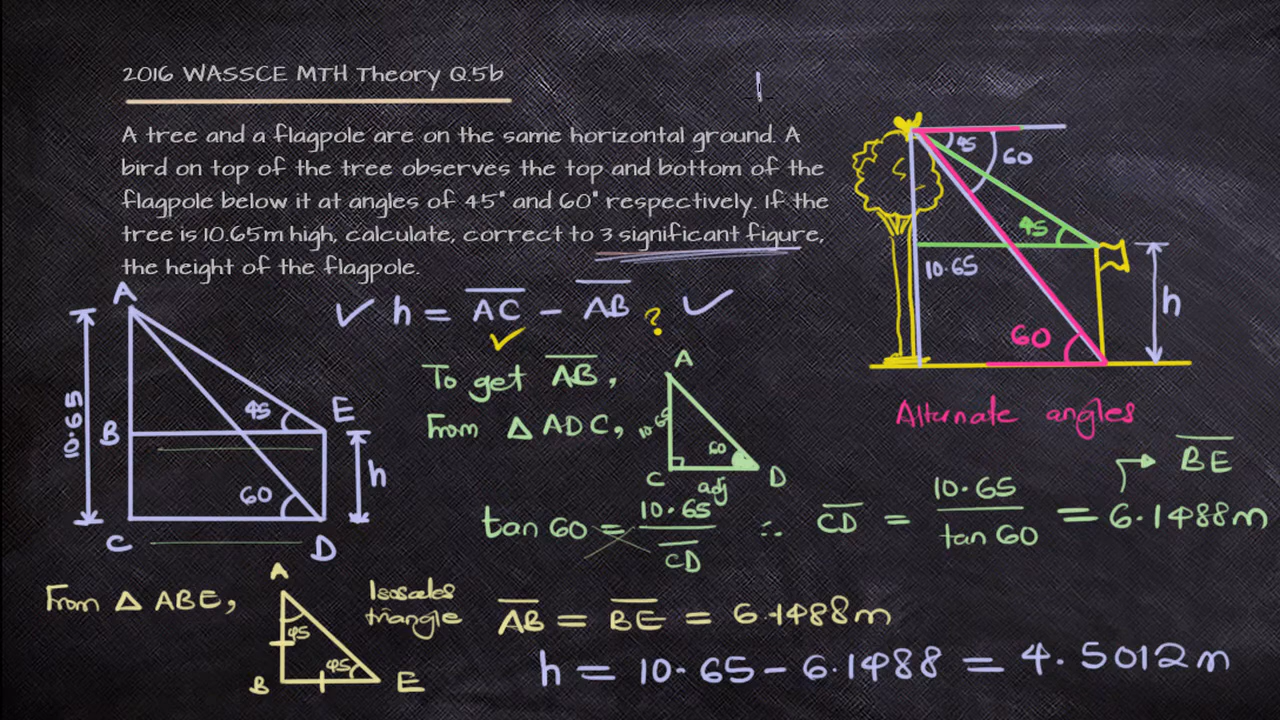 2016 WASSCE MTH Theory Q.5b
A tree and a flagpole are on the same horizontal ground. A
bird on top of the tree observes the top and bottom of the
flagpole below it at angles of 45° and 60° respectively. If the
tree is 10.65m high, calculate, correct to 3 significant figure,
the height of the flagpole.
45
60
45
10.65
h
60
Alternate angles
✓ h = AC - AB ✓
✓ ?
A
10.65
B
45
E
h
60
C
D
To get AB,
From △ ADC,
A
10.65
60
C
adj
D
tan 60 = 10.65 / CD ∴ CD = 10.65 / tan 60 = 6.1488m → BE
From △ ABE,
A
45
45
B
E
Isosales
triangle
AB = BE = 6.1488m
h = 10.65 - 6.1488 = 4.5012m